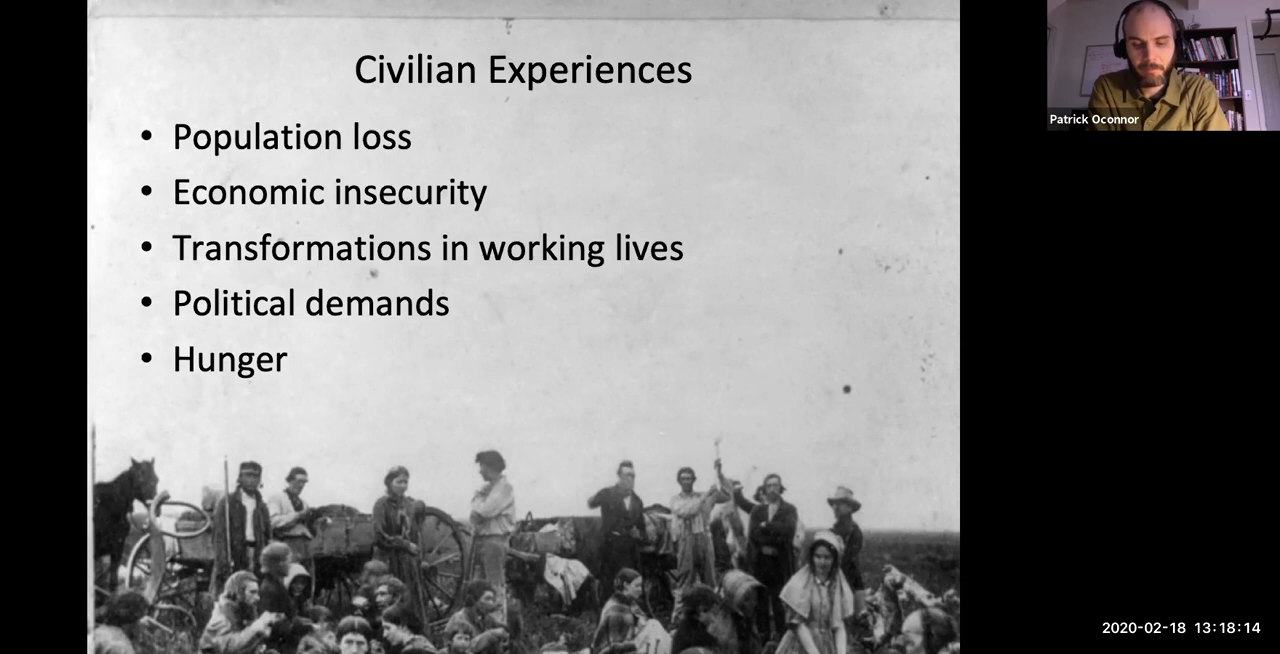 Civilian Experiences
• Population loss
• Economic insecurity
• Transformations in working lives
• Political demands
• Hunger
Patrick Oconnor
2020-02-18 13:18:14